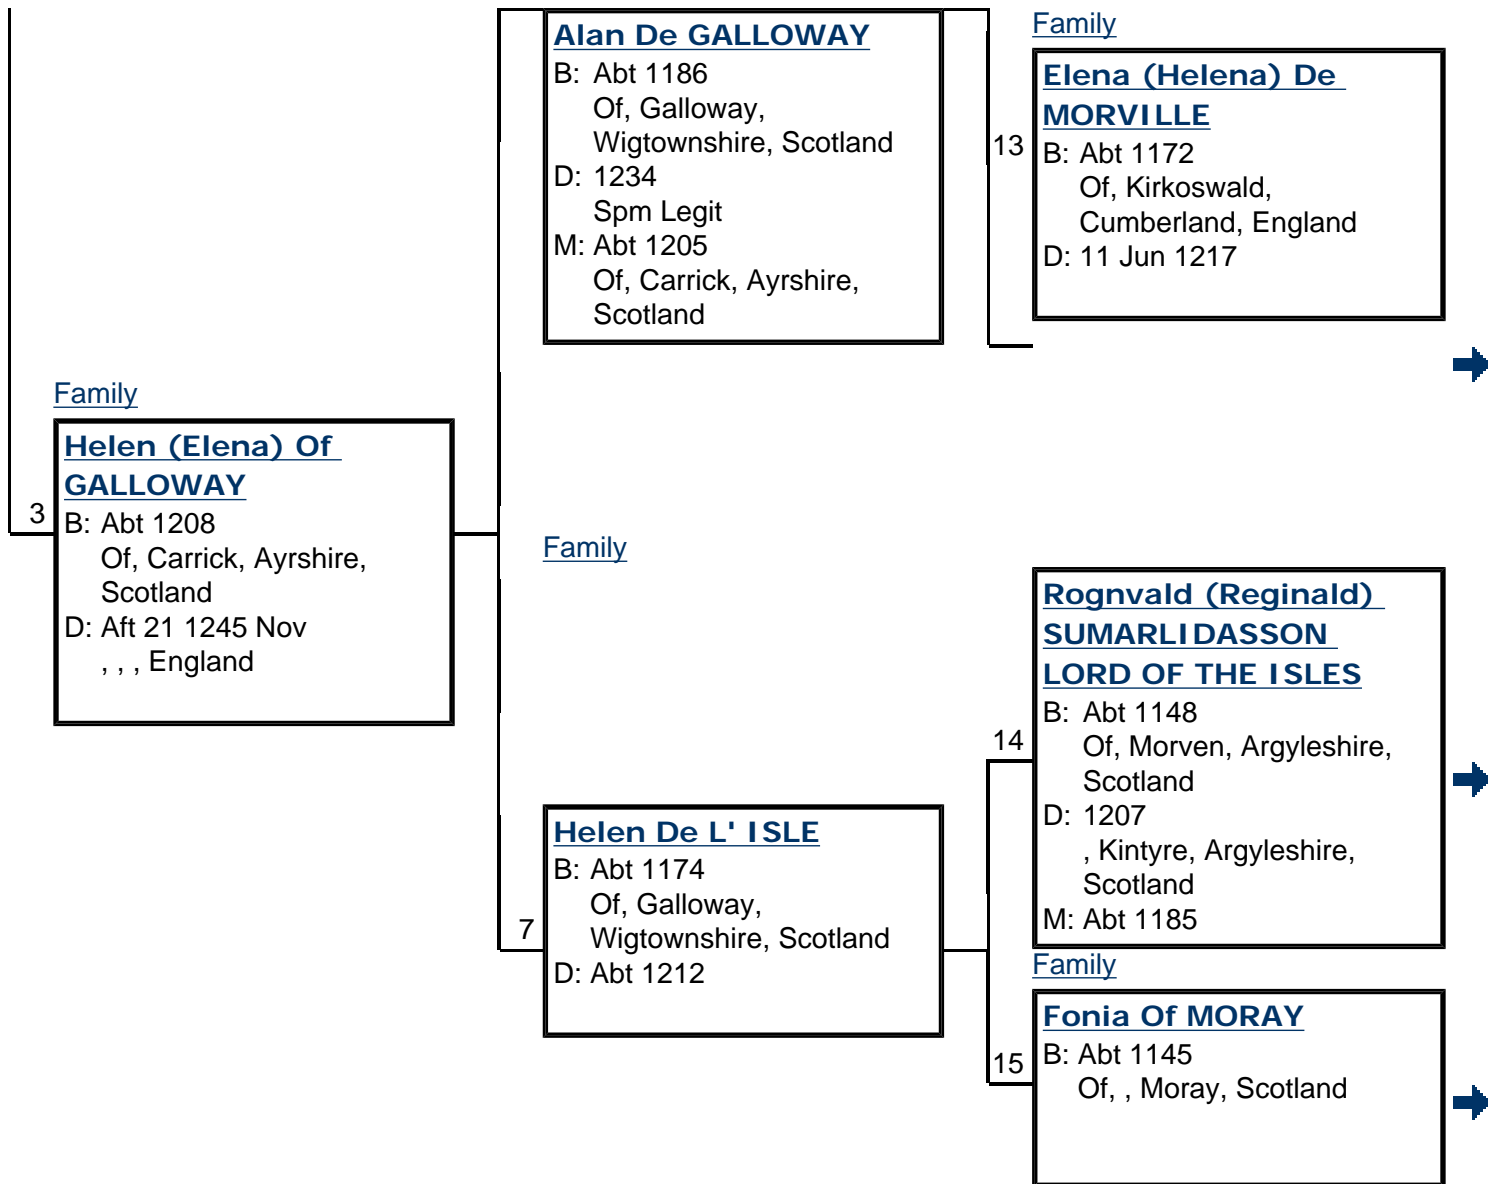 Alan De GALLOWAY
B: Abt 1186
Of, Galloway,
Wigtownshire, Scotland
D: 1234
Spm Legit
M: Abt 1205
Of, Carrick, Ayrshire,
Scotland
Family
13
Elena (Helena) De
MORVILLE
B: Abt 1172
Of, Kirkoswald,
Cumberland, England
D: 11 Jun 1217
Family
3
Helen (Elena) Of
GALLOWAY
B: Abt 1208
Of, Carrick, Ayrshire,
Scotland
D: Aft 21 1245 Nov
, , , England
Family
7
Helen De L' ISLE
B: Abt 1174
Of, Galloway,
Wigtownshire, Scotland
D: Abt 1212
14
Rognvald (Reginald)
SUMARLIDASSON
LORD OF THE ISLES
B: Abt 1148
Of, Morven, Argyleshire,
Scotland
D: 1207
, Kintyre, Argyleshire,
Scotland
M: Abt 1185
Family
15
Fonia Of MORAY
B: Abt 1145
Of, , Moray, Scotland